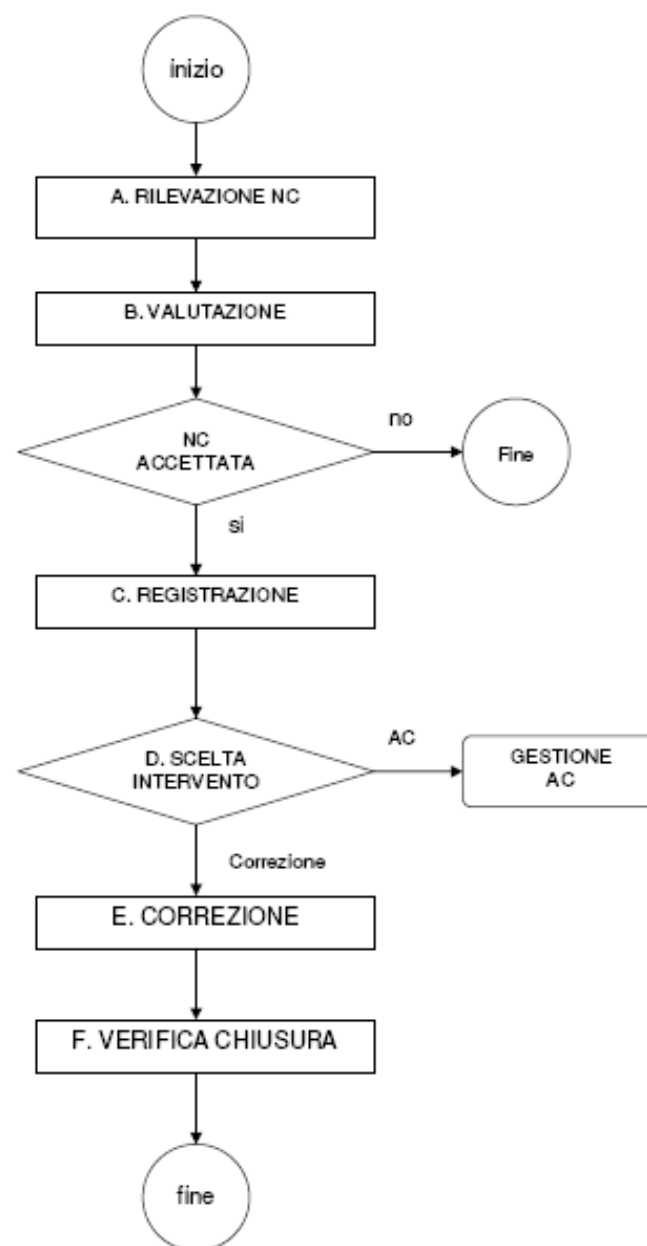 inizio
A. RILEVAZIONE NC
B. VALUTAZIONE
NC
ACCETTATA
no
Fine
si
C. REGISTRAZIONE
D. SCELTA
INTERVENTO
AC
GESTIONE
AC
Correzione
E. CORREZIONE
F. VERIFICA CHIUSURA
fine